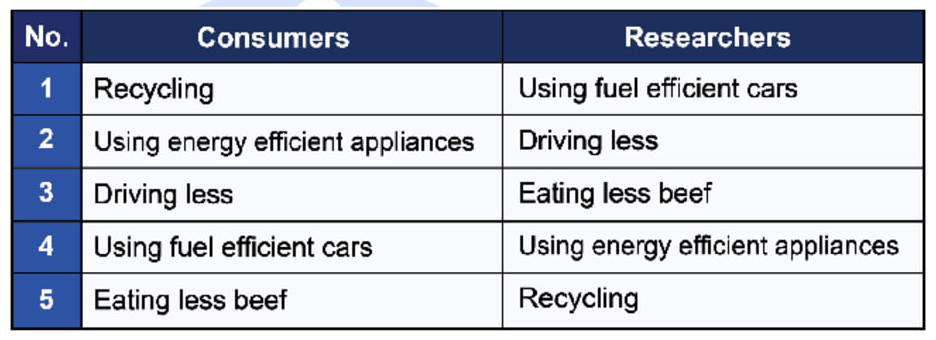 No. Consumers Researchers
1 Recycling Using fuel efficient cars
2 Using energy efficient appliances Driving less
3 Driving less Eating less beef
4 Using fuel efficient cars Using energy efficient appliances
5 Eating less beef Recycling